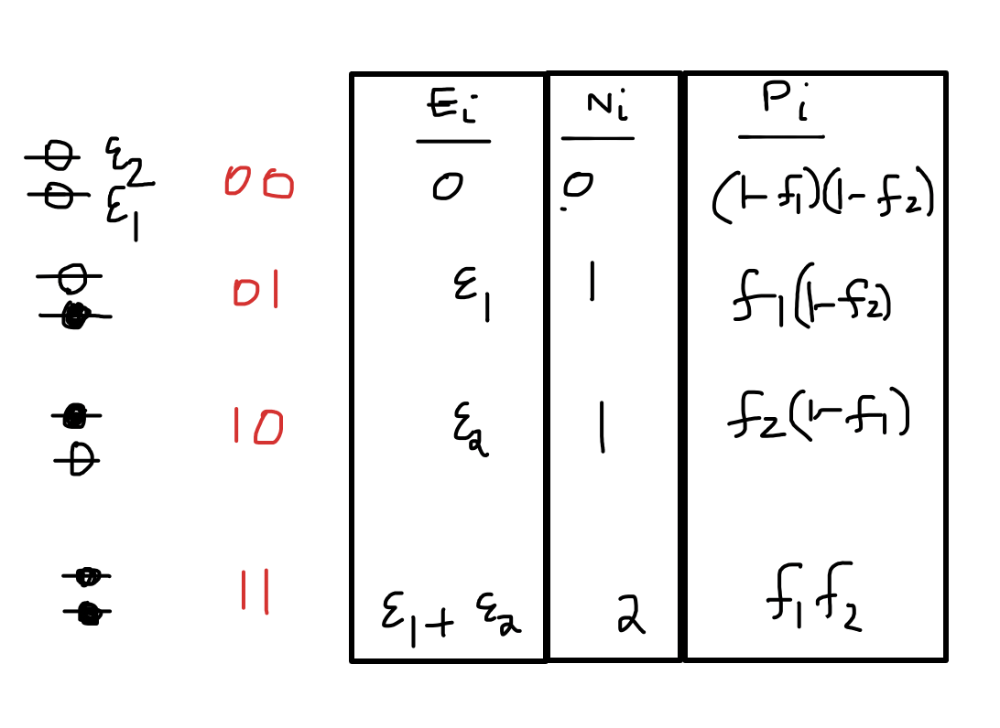 Ei Ni Pi
ε2 00 0 0 (1-f1)(1-f2)
ε1
01 ε1 1 f1(1-f2)
10 ε2 1 f2(1-f1)
11 ε1+ε2 2 f1f2